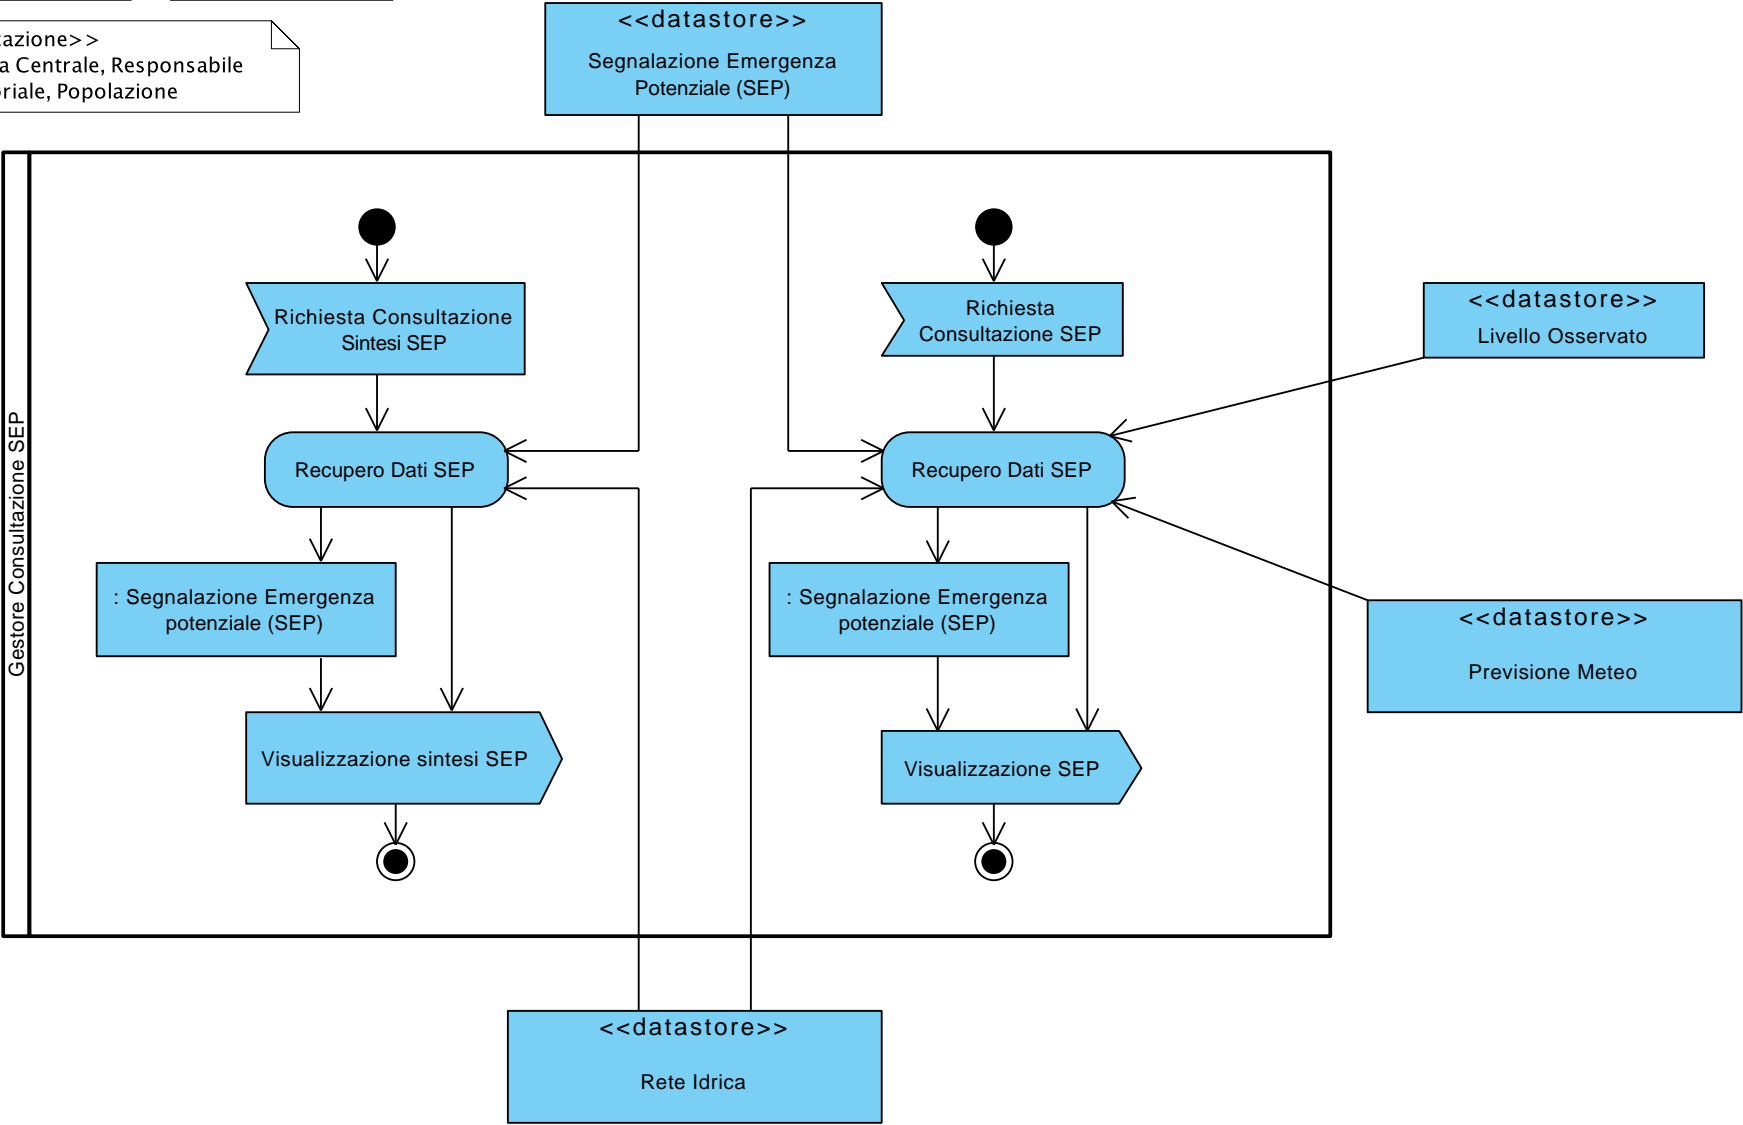 <<datastore>>
Segnalazione Emergenza
Potenziale (SEP)
Centrale, Responsabile
Popolazione
Gestore Consultazione SEP
Richiesta Consultazione
Sintesi SEP
Recupero Dati SEP
: Segnalazione Emergenza
potenziale (SEP)
Visualizzazione sintesi SEP
Richiesta
Consultazione SEP
Recupero Dati SEP
: Segnalazione Emergenza
potenziale (SEP)
Visualizzazione SEP
<<datastore>>
Livello Osservato
<<datastore>>
Previsione Meteo
<<datastore>>
Rete Idrica